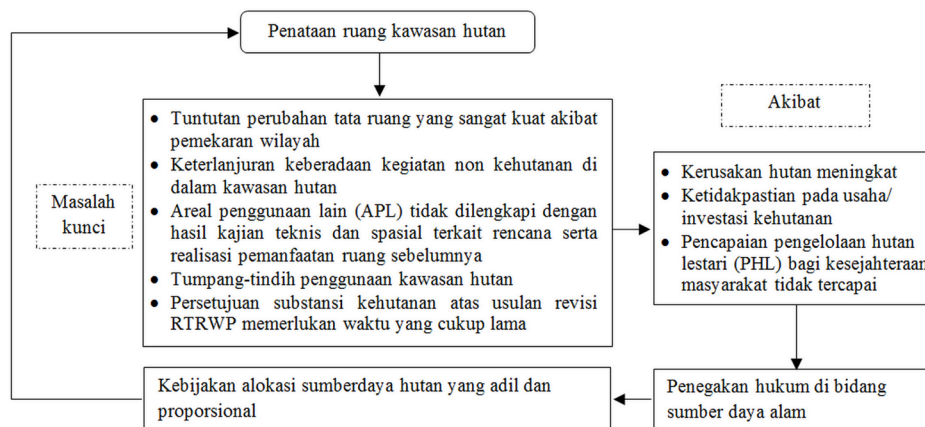 Penataan ruang kawasan hutan
Masalah
kunci
● Tuntutan perubahan tata ruang yang sangat kuat akibat
pemekaran wilayah
● Keterlanjuran keberadaan kegiatan non kehutanan di
dalam kawasan hutan
● Areal penggunaan lain (APL) tidak dilengkapi dengan
hasil kajian teknis dan spasial terkait rencana serta
realisasi pemanfaatan ruang sebelumnya
● Tumpang-tindih penggunaan kawasan hutan
● Persetujuan substansi kehutanan atas usulan revisi
RTRWP memerlukan waktu yang cukup lama
Akibat
● Kerusakan hutan meningkat
● Ketidakpastian pada usaha/
investasi kehutanan
● Pencapaian pengelolaan hutan
lestari (PHL) bagi kesejahteraan
masyarakat tidak tercapai
Penegakan hukum di bidang
sumber daya alam
Kebijakan alokasi sumberdaya hutan yang adil dan
proporsional